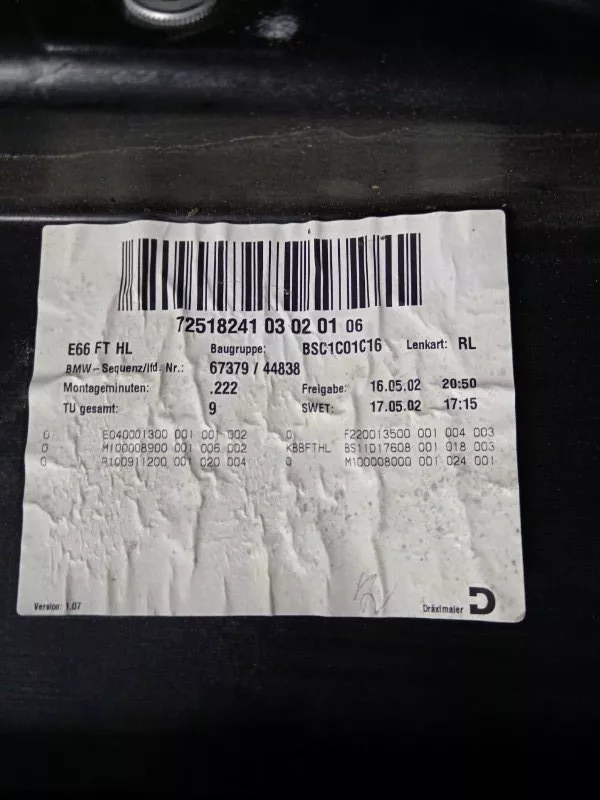 72518241 03 02 01 06
E66 FT HL Baugruppe: BSC1C01C16 Lenkart: RL
BMW-Sequenz/lfd. Nr.: 67379 / 44838
Montageminuten: .222 Freigabe: 16.05.02 20:50
TU gesamt: 9 SWET: 17.05.02 17:15
0 E040001300 001 001 002 0 F220013500 001 004 003
0 M100008900 001 006 002 KBBFTHL BS11D17608 001 018 003
0 R100911200 001 020 004 0 M100008000 001 024 001
Version: 1.07 Dräxlmaier D